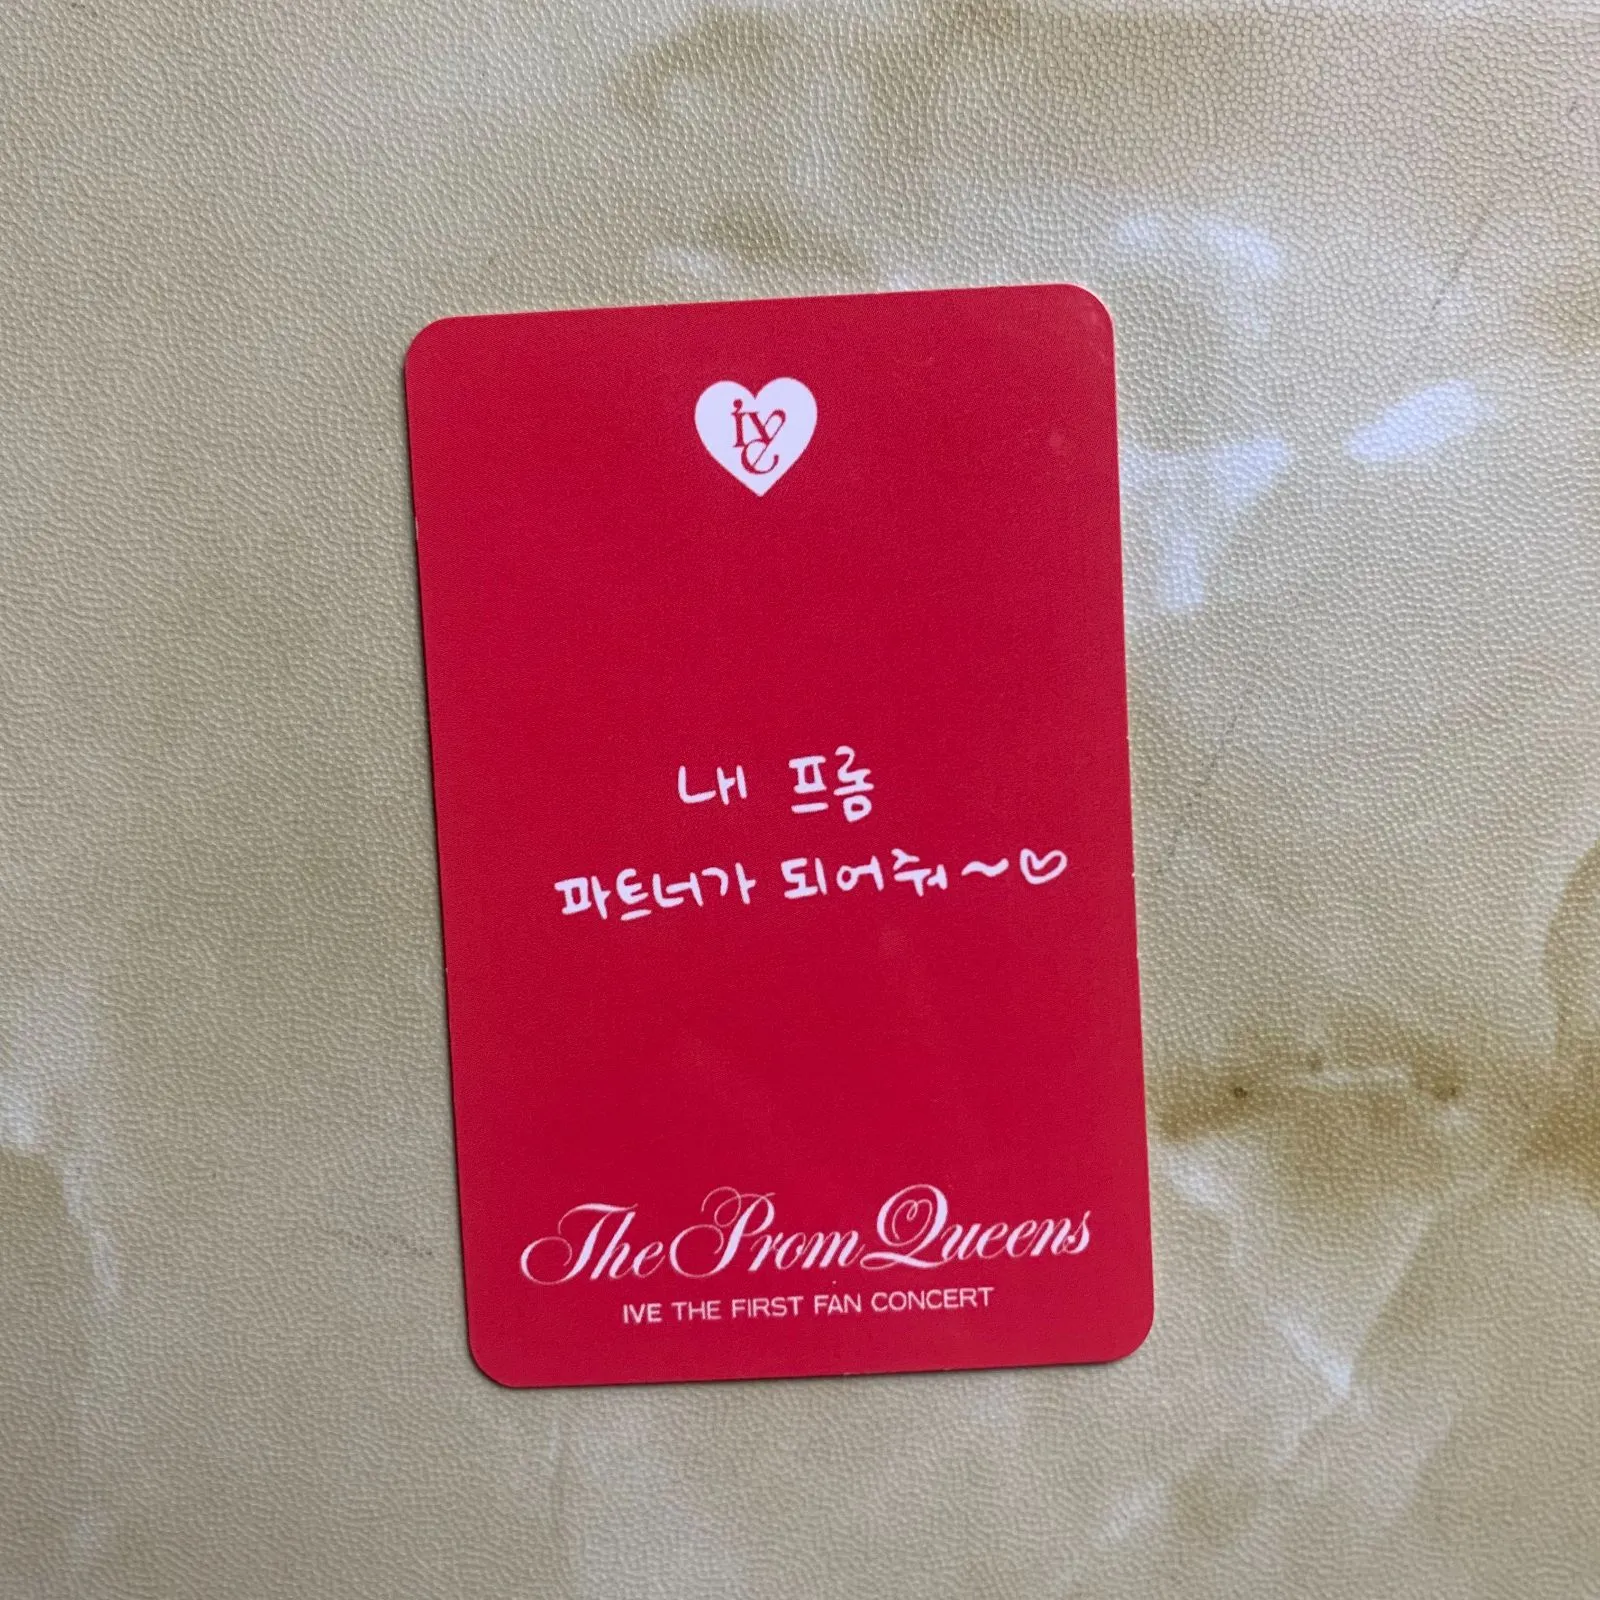 ive
내 프롬
파트너가 되어줘~♡
The Prom Queens
IVE THE FIRST FAN CONCERT